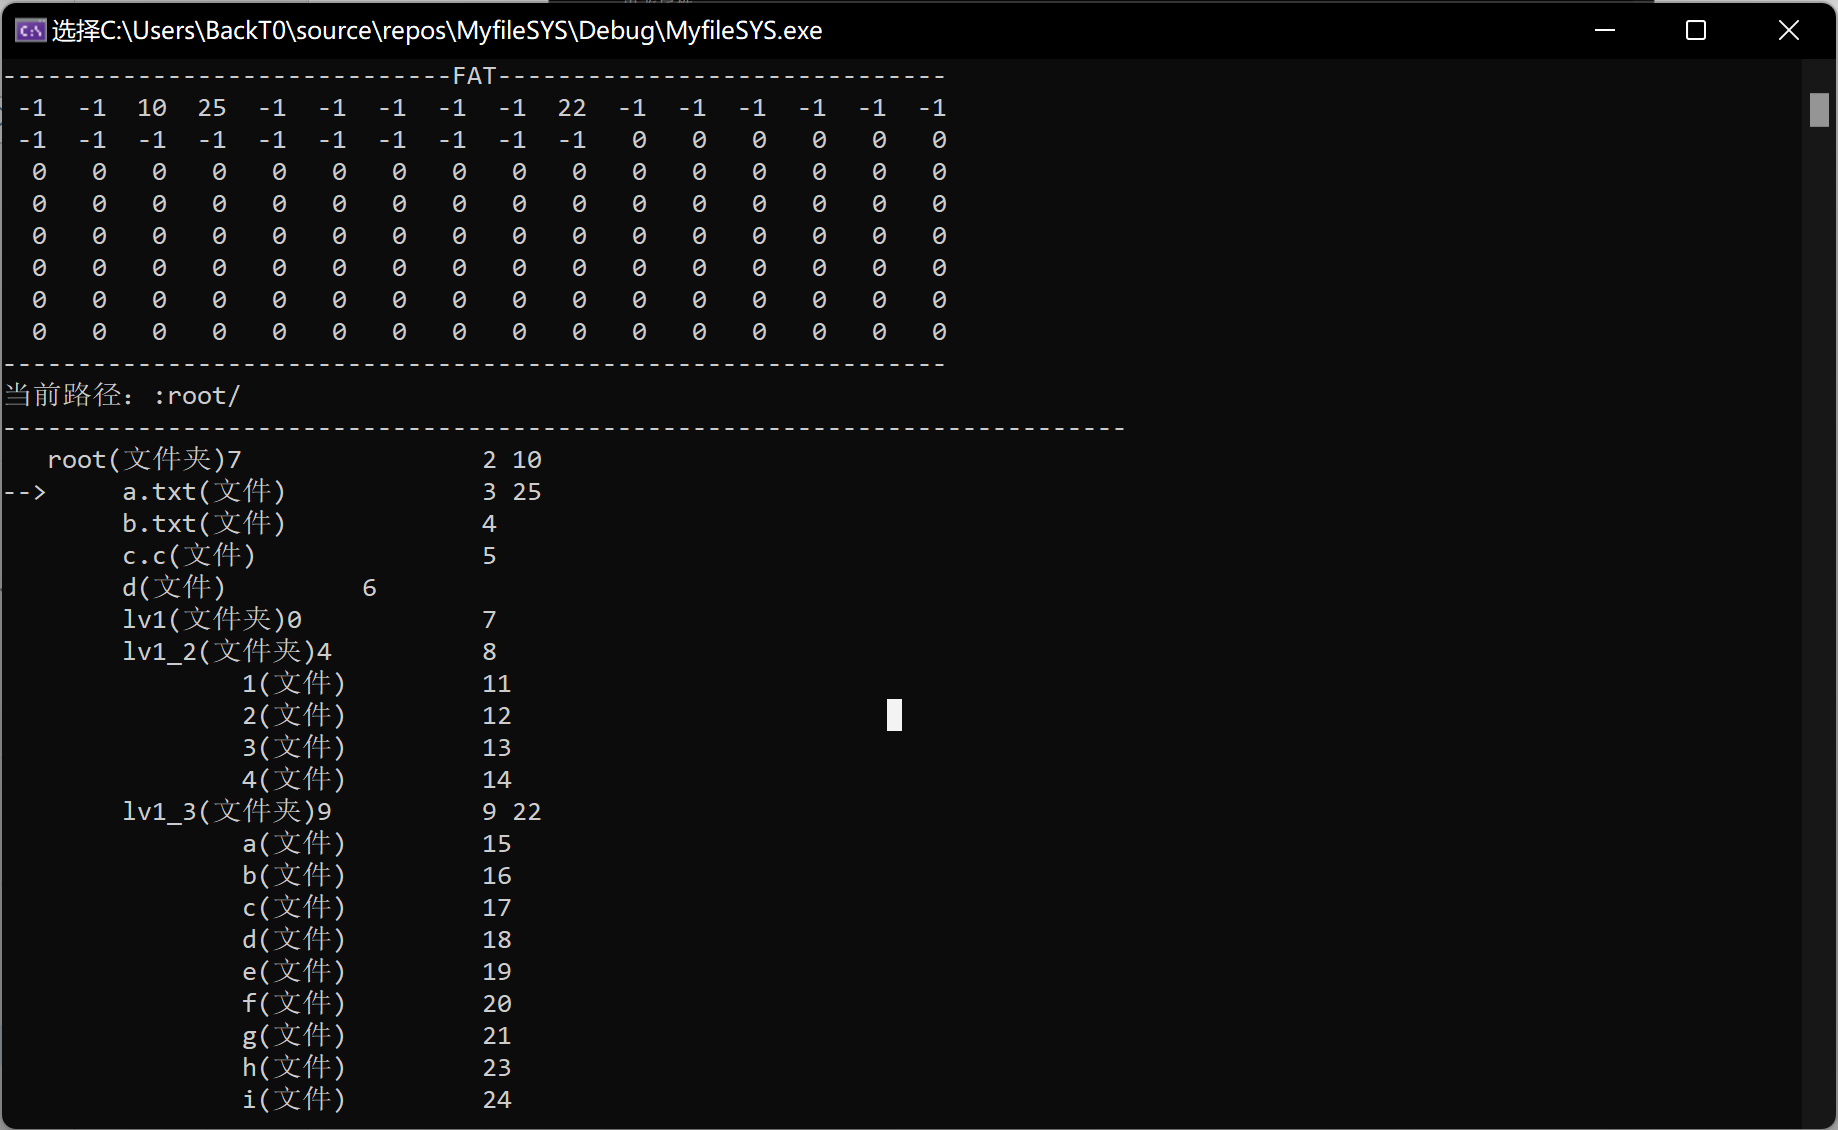 选择C:\Users\BackT0\source\repos\MyfileSYS\Debug\MyfileSYS.exe
------------------------------FAT------------------------------
-1 -1 10 25 -1 -1 -1 -1 -1 22 -1 -1 -1 -1 -1 -1
-1 -1 -1 -1 -1 -1 -1 -1 -1 -1 0 0 0 0 0 0
0 0 0 0 0 0 0 0 0 0 0 0 0 0 0 0
0 0 0 0 0 0 0 0 0 0 0 0 0 0 0 0
0 0 0 0 0 0 0 0 0 0 0 0 0 0 0 0
0 0 0 0 0 0 0 0 0 0 0 0 0 0 0 0
0 0 0 0 0 0 0 0 0 0 0 0 0 0 0 0
0 0 0 0 0 0 0 0 0 0 0 0 0 0 0 0
---------------------------------------------------------------
当前路径: :root/
---------------------------------------------------------------------------
root(文件夹)7 2 10
--> a.txt(文件) 3 25
b.txt(文件) 4
c.c(文件) 5
d(文件) 6
lv1(文件夹)0 7
lv1_2(文件夹)4 8
1(文件) 11
2(文件) 12
3(文件) 13
4(文件) 14
lv1_3(文件夹)9 9 22
a(文件) 15
b(文件) 16
c(文件) 17
d(文件) 18
e(文件) 19
f(文件) 20
g(文件) 21
h(文件) 23
i(文件) 24